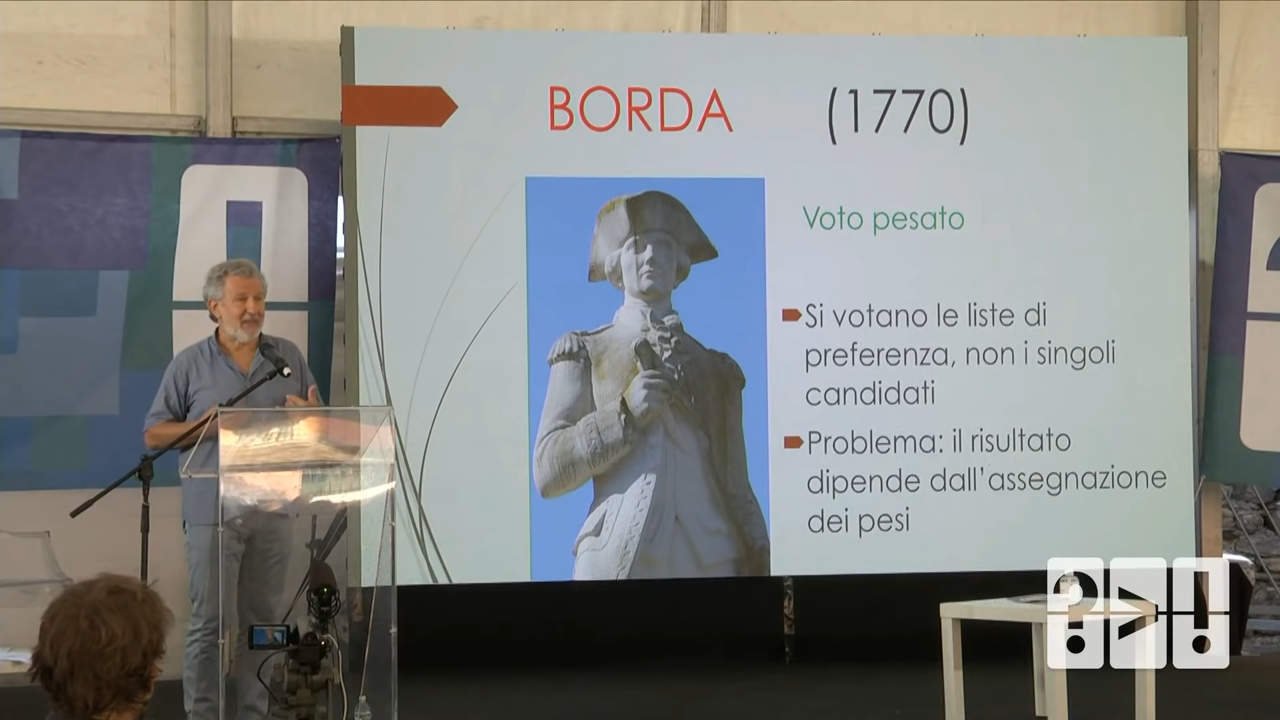 BORDA (1770)
Voto pesato
Si votano le liste di
preferenza, non i singoli
candidati
Problema: il risultato
dipende dall'assegnazione
dei pesi